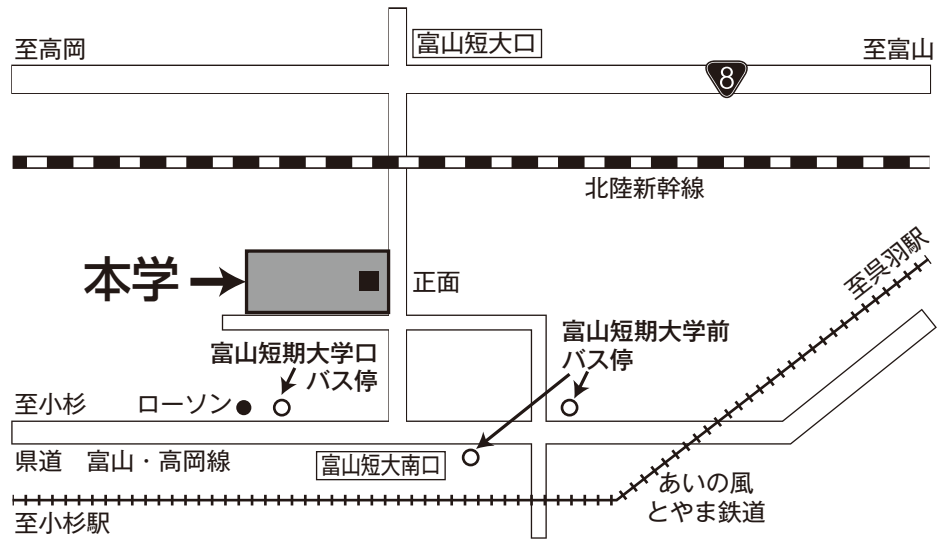 富山短大口
至高岡
至富山
8
北陸新幹線
本学
正面
至呉羽駅
富山短期大学前
バス停
富山短期大学口
バス停
至小杉
ローソン
県道　富山・高岡線
富山短大南口
あいの風
とやま鉄道
至小杉駅